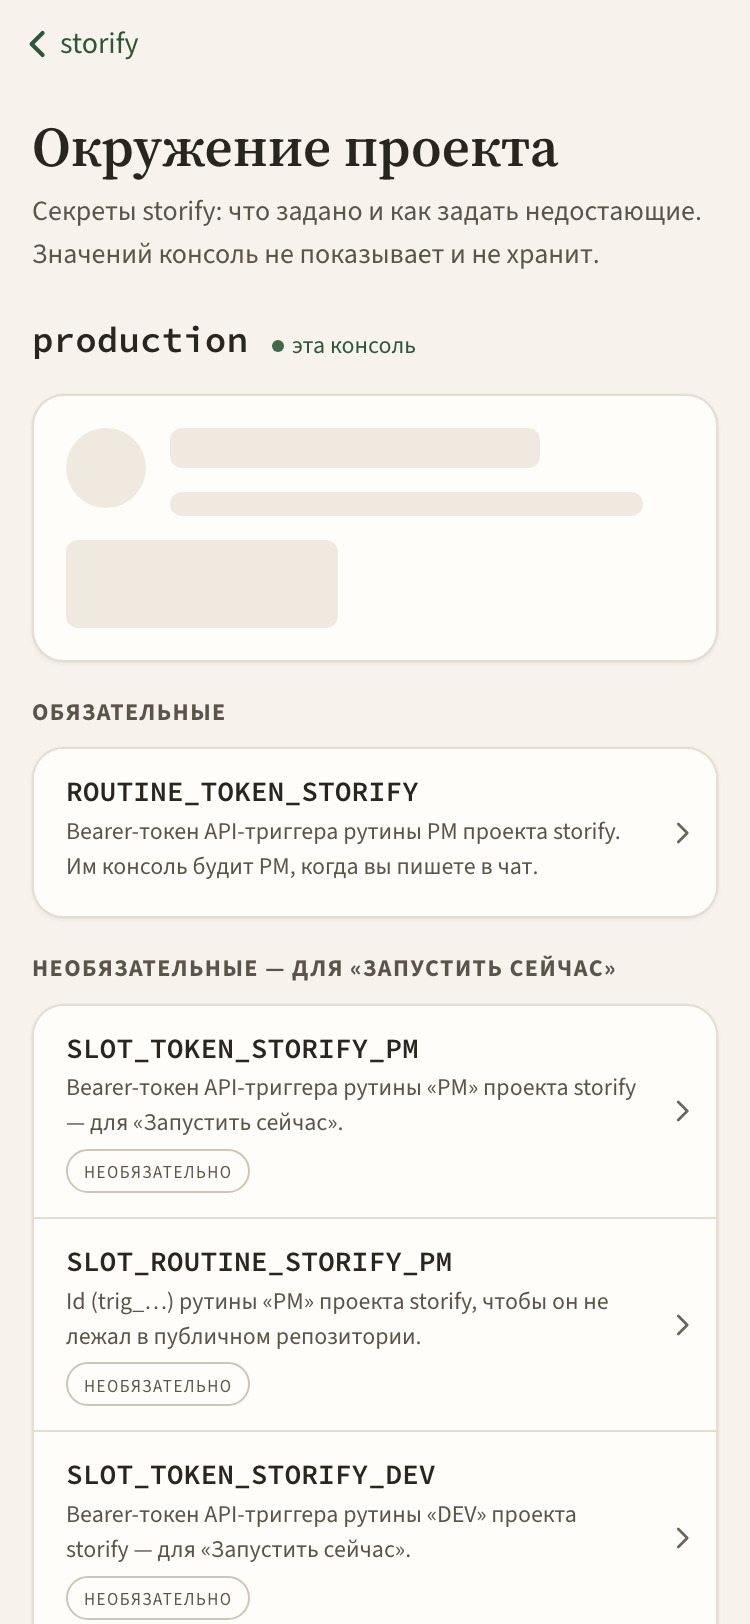 storify
Окружение проекта
Секреты storify: что задано и как задать недостающие.
Значений консоль не показывает и не хранит.
production эта консоль
ОБЯЗАТЕЛЬНЫЕ
ROUTINE_TOKEN_STORIFY
Bearer-токен API-триггера рутины PM проекта storify.
Им консоль будит PM, когда вы пишете в чат.
НЕОБЯЗАТЕЛЬНЫЕ — ДЛЯ «ЗАПУСТИТЬ СЕЙЧАС»
SLOT_TOKEN_STORIFY_PM
Bearer-токен API-триггера рутины «PM» проекта storify
— для «Запустить сейчас».
НЕОБЯЗАТЕЛЬНО
SLOT_ROUTINE_STORIFY_PM
Id (trig_…) рутины «PM» проекта storify, чтобы он не
лежал в публичном репозитории.
НЕОБЯЗАТЕЛЬНО
SLOT_TOKEN_STORIFY_DEV
Bearer-токен API-триггера рутины «DEV» проекта
storify — для «Запустить сейчас».
НЕОБЯЗАТЕЛЬНО